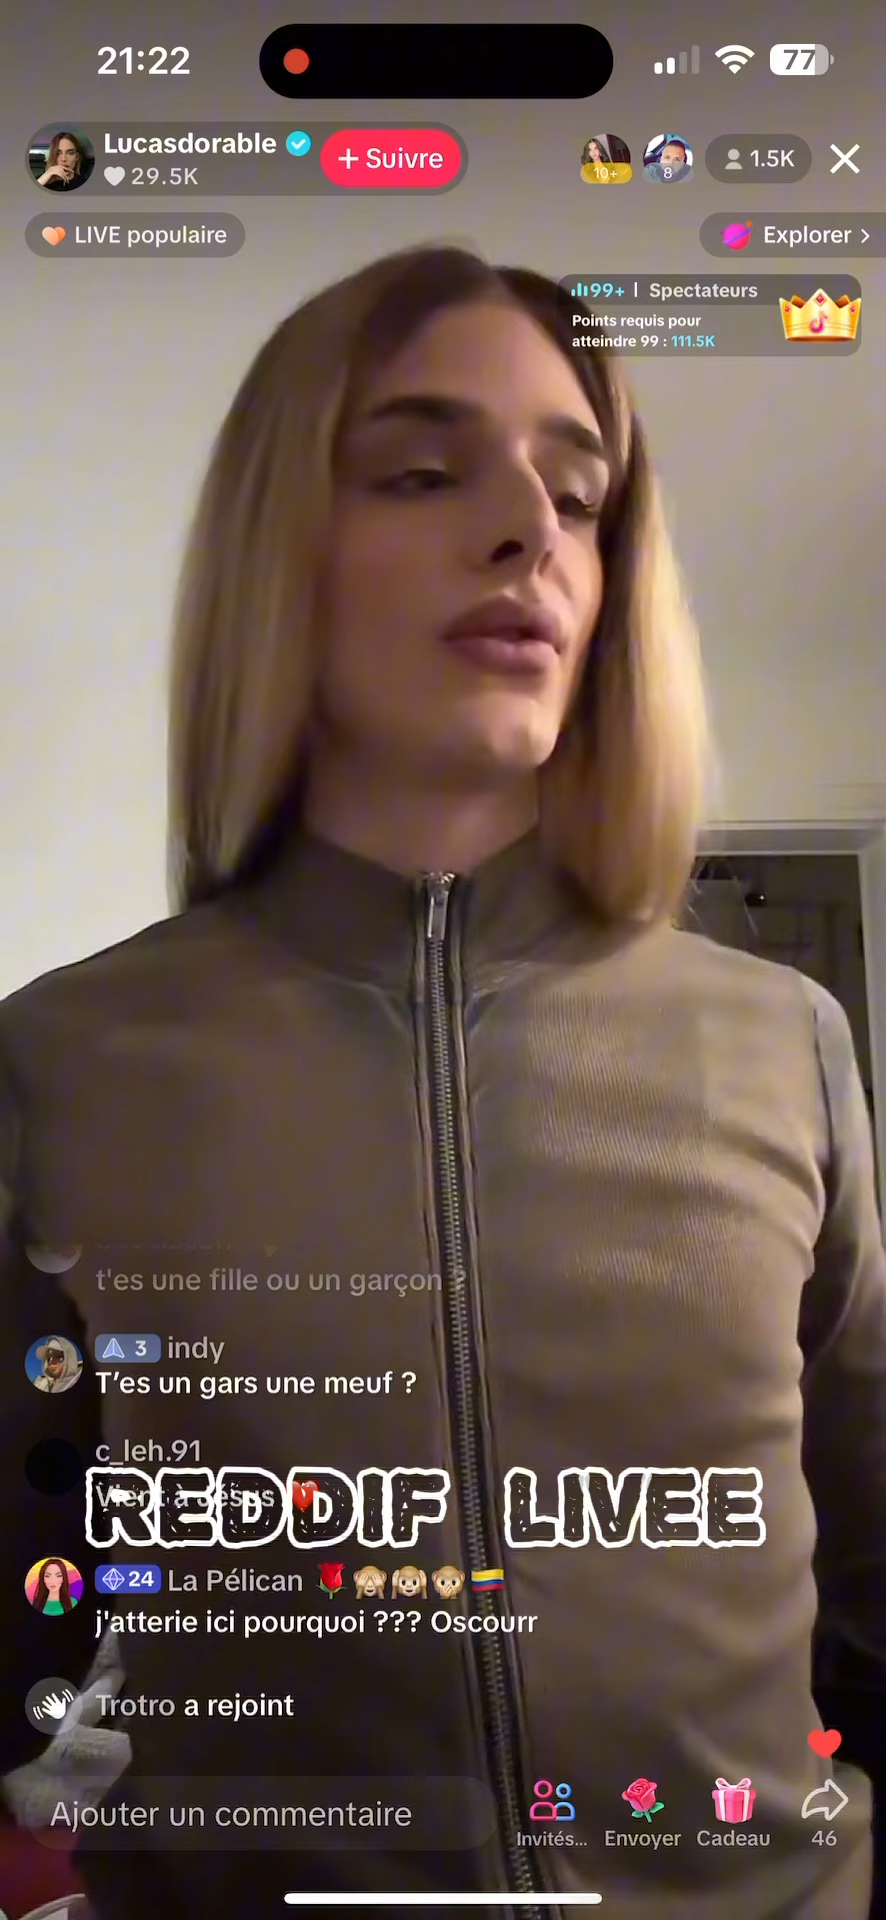 21:22
77
Lucasdorable
+ Suivre
29.5K
10+
8
1.5K
LIVE populaire
Explorer >
99+ | Spectateurs
Points requis pour
atteindre 99 : 111.5K
t'es une fille ou un garçon ?
3 indy
T'es un gars une meuf ?
c_leh.91
Vient à Jésus
REDDIF LIVEE
24 La Pélican
j'atterie ici pourquoi ??? Oscourr
Trotro a rejoint
Ajouter un commentaire
Invités...
Envoyer
Cadeau
46